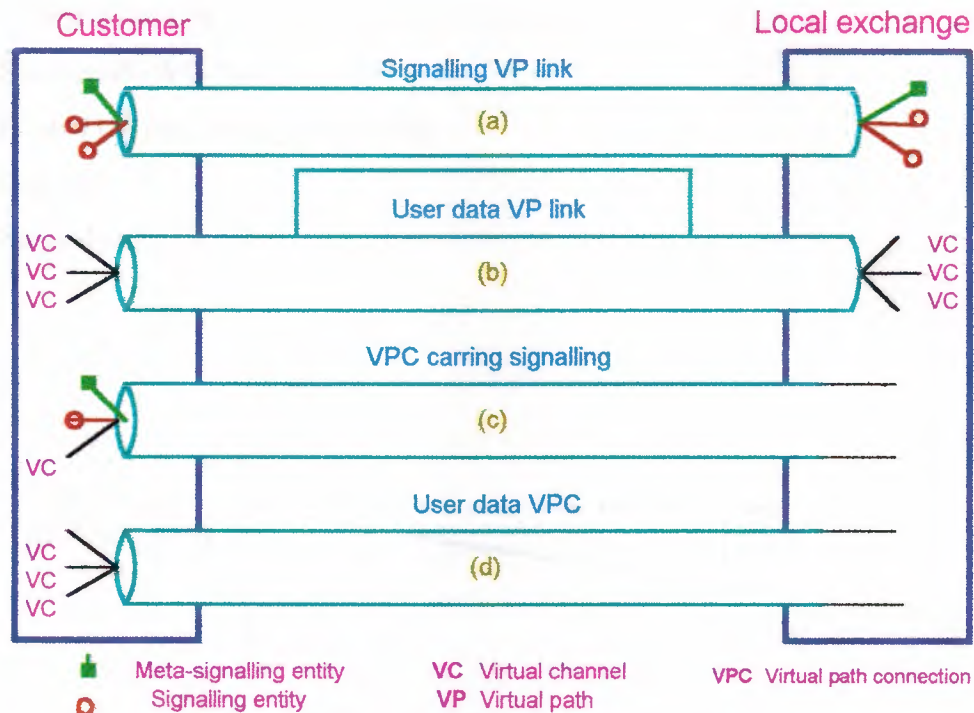 Customer
Local exchange
Signalling VP link
(a)
User data VP link
VC
VC
VC
(b)
VC
VC
VC
VPC carring signalling
(c)
VC
User data VPC
VC
VC
VC
(d)
Meta-signalling entity
VC Virtual channel
VPC Virtual path connection
Signalling entity
VP Virtual path